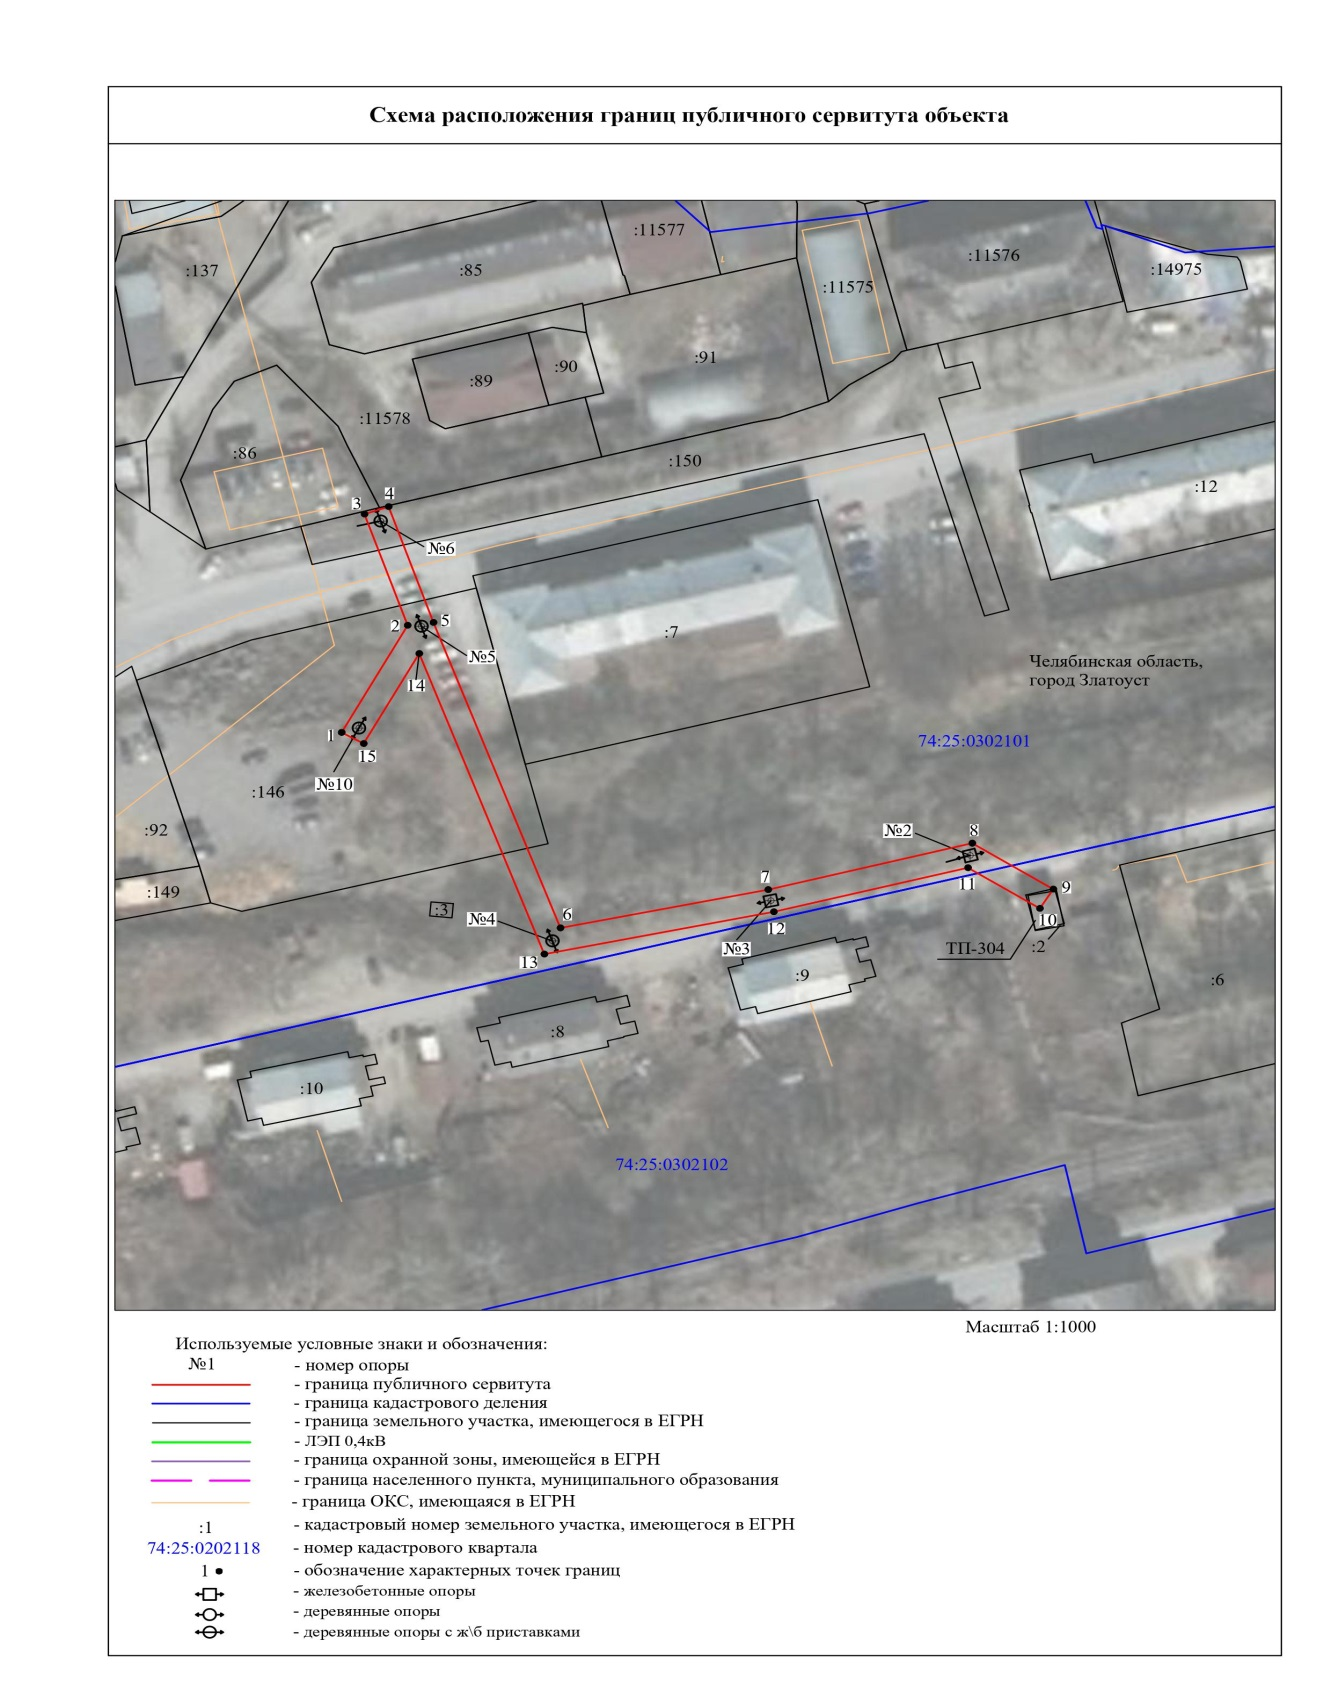 Схема расположения границ публичного сервитута объекта
:11577
:137
:85
:11576
:14975
:11575
:91
:90
:89
:11578
:86
:150
:12
3
4
№6
2
5
:7
№5
14
Челябинская область,
город Златоуст
1
15
74:25:0302101
№10
:146
:92
№2
8
7
11
9
:149
:3
№4
6
10
12
13
№3
ТП-304
:2
:9
:6
:8
:10
74:25:0302102
Масштаб 1:1000
Используемые условные знаки и обозначения:
№1 - номер опоры
- граница публичного сервитута
- граница кадастрового деления
- граница земельного участка, имеющегося в ЕГРН
- ЛЭП 0,4кВ
- граница охранной зоны, имеющейся в ЕГРН
- граница населенного пункта, муниципального образования
- граница ОКС, имеющаяся в ЕГРН
:1 - кадастровый номер земельного участка, имеющегося в ЕГРН
74:25:0202118 - номер кадастрового квартала
1 - обозначение характерных точек границ
- железобетонные опоры
- деревянные опоры
- деревянные опоры с ж\б приставками